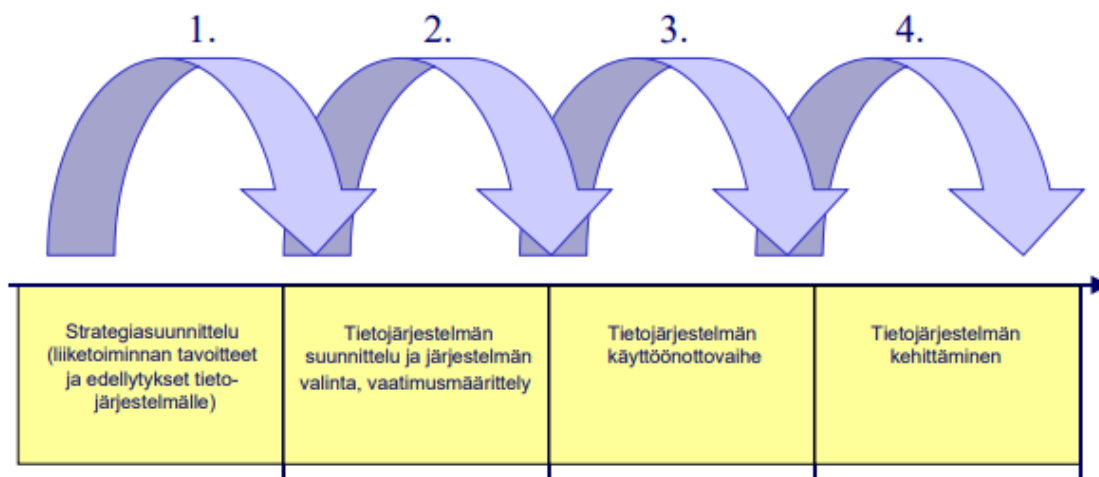 1.
2.
3.
4.
Strategiasuunnittelu
(liiketoiminnan tavoitteet
ja edellytykset tieto-
järjestelmälle)
Tietojärjestelmän
suunnittelu ja järjestelmän
valinta, vaatimusmäärittely
Tietojärjestelmän
käyttöönottovaihe
Tietojärjestelmän
kehittäminen